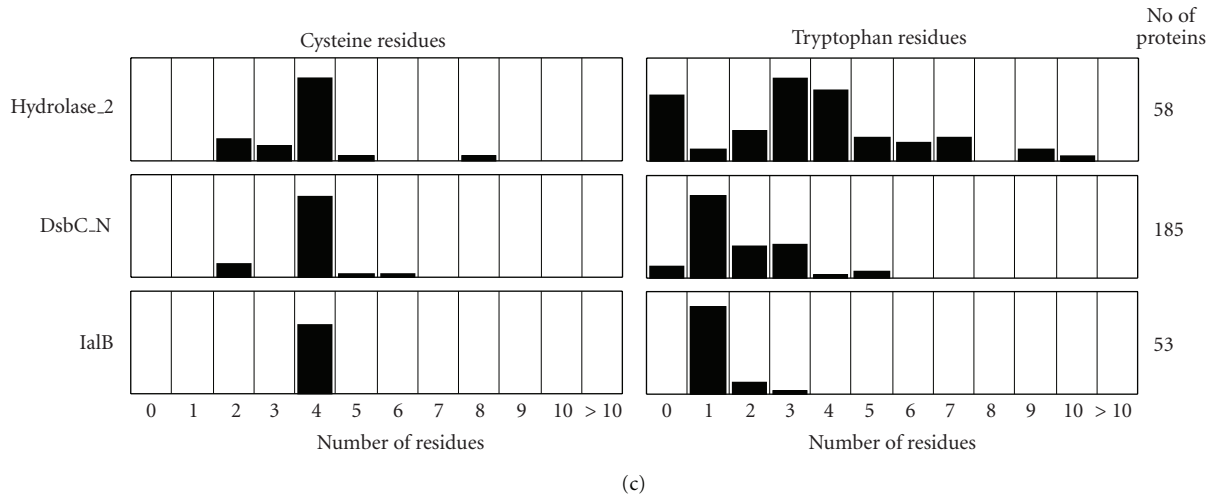 Cysteine residues
Tryptophan residues
No of
proteins
Hydrolase_2
58
DsbC_N
185
IalB
53
0 1 2 3 4 5 6 7 8 9 10 > 10
0 1 2 3 4 5 6 7 8 9 10 > 10
Number of residues
Number of residues
(c)